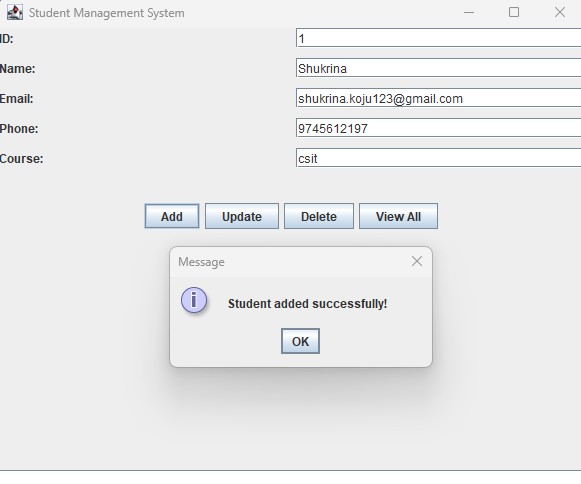 Student Management System
ID: 1
Name: Shukrina
Email: shukrina.koju123@gmail.com
Phone: 9745612197
Course: csit
Add Update Delete View All
Message
Student added successfully!
OK